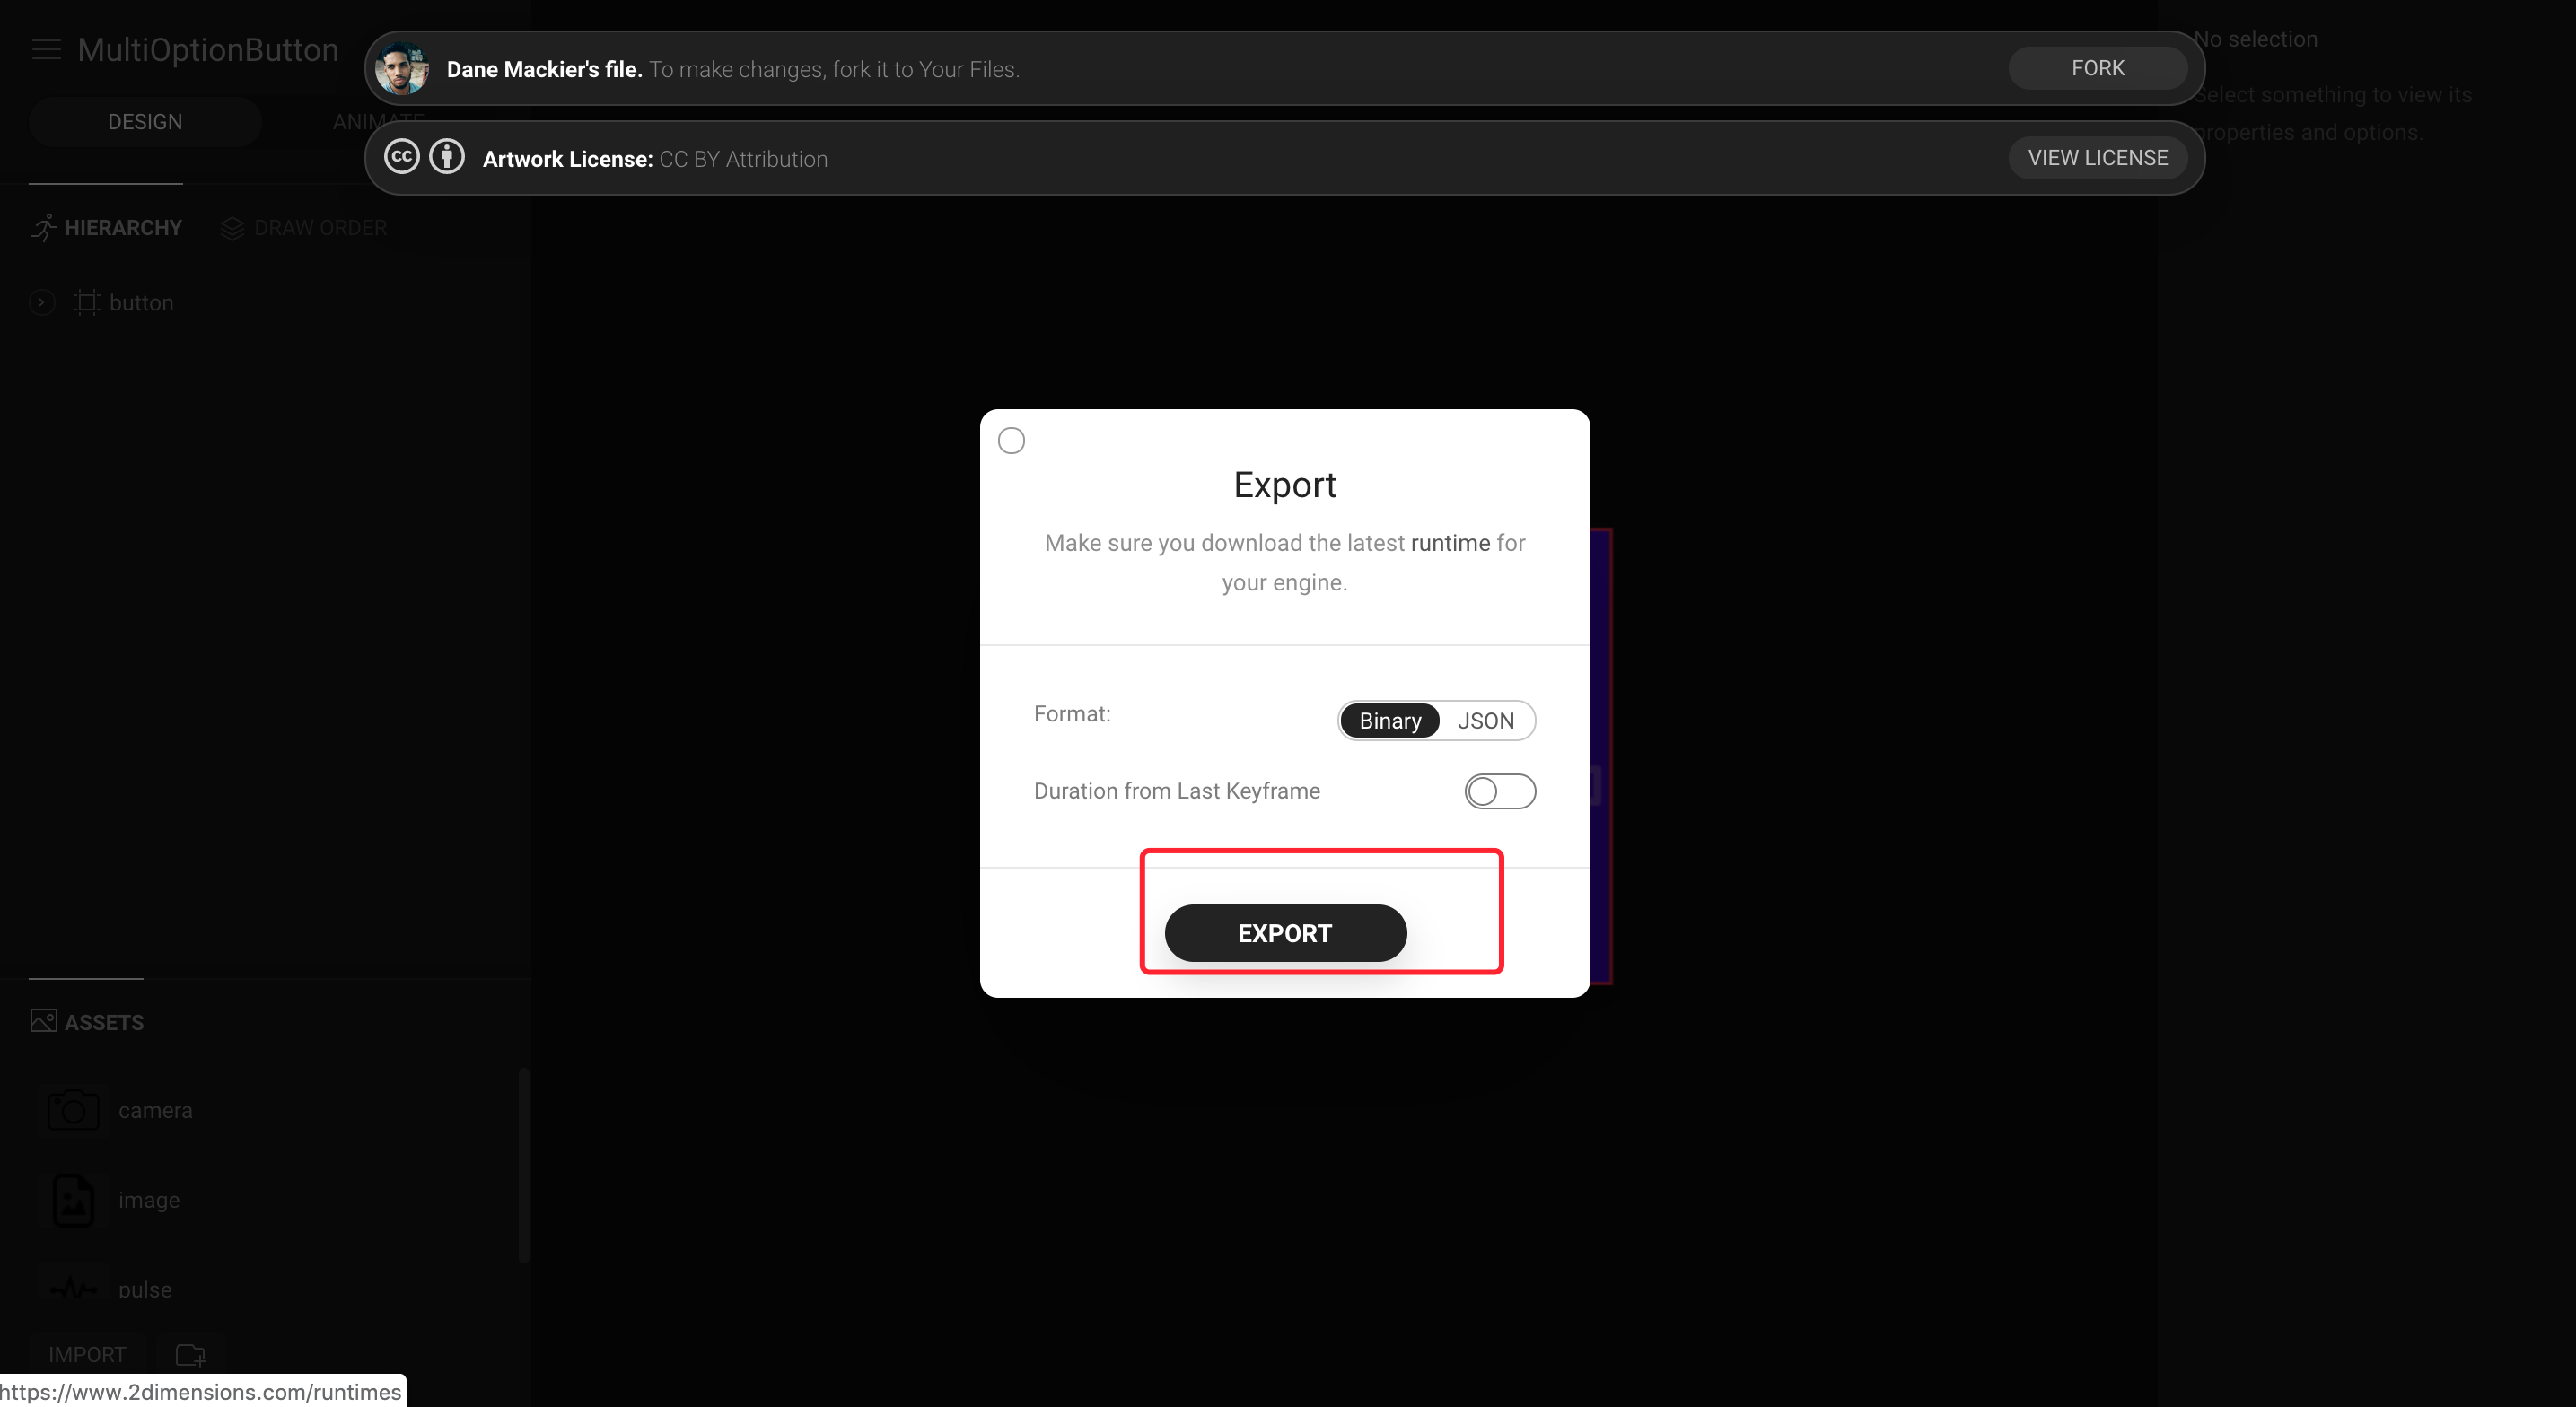 MultiOptionButton
Dane Mackier's file. To make changes, fork it to Your Files.
FORK
No selection
DESIGN
ANIMATE
Artwork License: CC BY Attribution
VIEW LICENSE
Select something to view its
properties and options.
HIERARCHY
DRAW ORDER
button
Export
Make sure you download the latest runtime for
your engine.
Format:
Binary
JSON
Duration from Last Keyframe
EXPORT
ASSETS
camera
image
pulse
IMPORT
https://www.2dimensions.com/runtimes